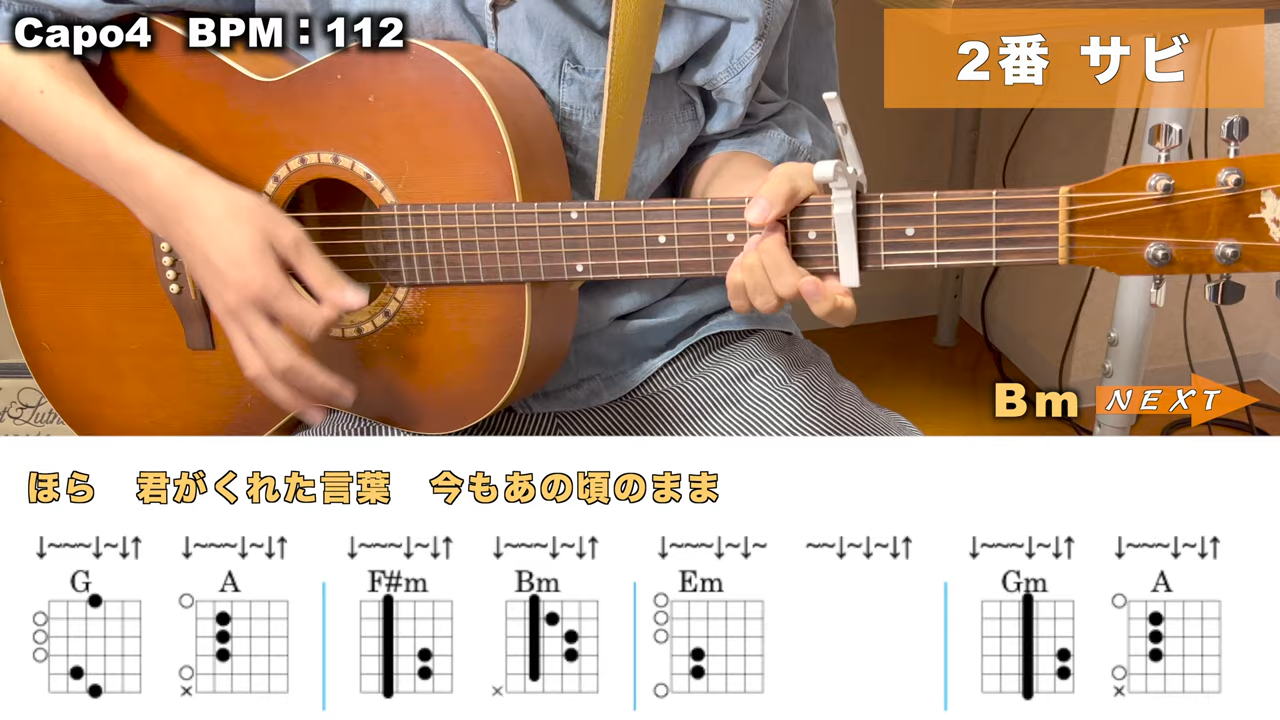 Capo4 BPM：112
2番 サビ
Bm NEXT
ほら 君がくれた言葉 今もあの頃のまま
↓~~~↓~↓↑ ↓~~~↓~↓↑ ↓~~~↓~↓↑ ↓~~~↓~↓↑ ↓~~~↓~↓~ ~~↓~↓~↓↑ ↓~~~↓~↓↑ ↓~~~↓~↓↑
G A F#m Bm Em Gm A